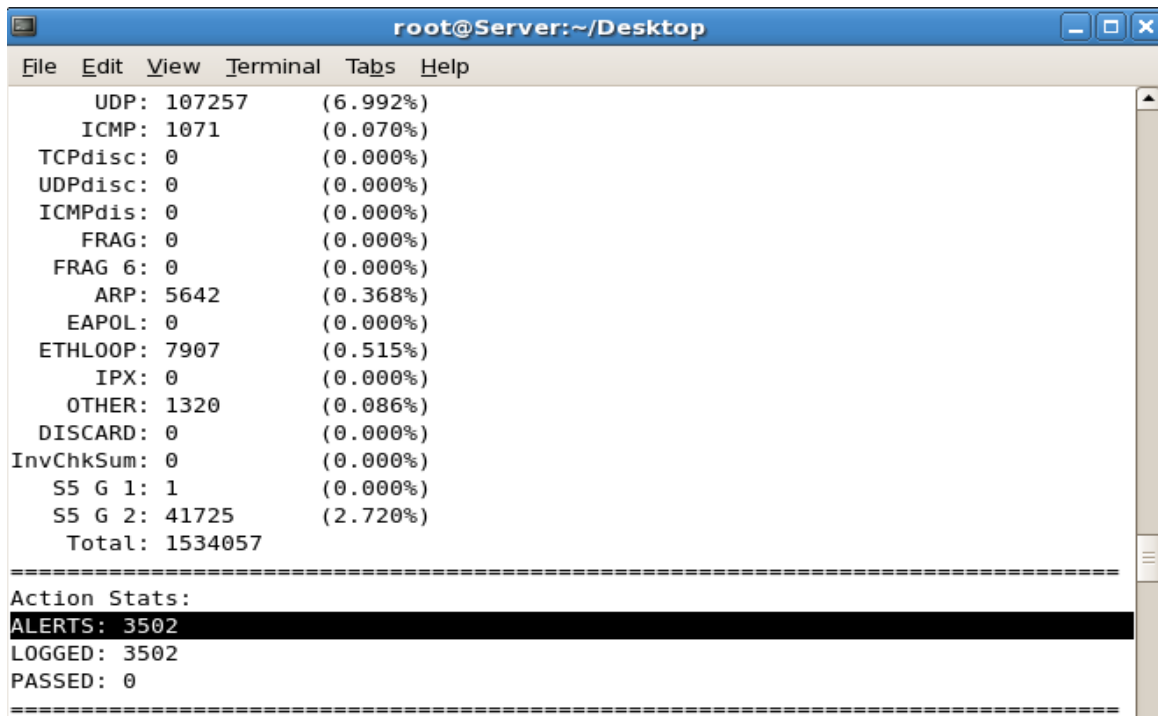 root@Server:~/Desktop
File Edit View Terminal Tabs Help
UDP: 107257 (6.992%)
ICMP: 1071 (0.070%)
TCPdisc: 0 (0.000%)
UDPdisc: 0 (0.000%)
ICMPdis: 0 (0.000%)
FRAG: 0 (0.000%)
FRAG 6: 0 (0.000%)
ARP: 5642 (0.368%)
EAPOL: 0 (0.000%)
ETHLOOP: 7907 (0.515%)
IPX: 0 (0.000%)
OTHER: 1320 (0.086%)
DISCARD: 0 (0.000%)
InvChkSum: 0 (0.000%)
S5 G 1: 1 (0.000%)
S5 G 2: 41725 (2.720%)
Total: 1534057
===============================================================================
Action Stats:
ALERTS: 3502
LOGGED: 3502
PASSED: 0
===============================================================================